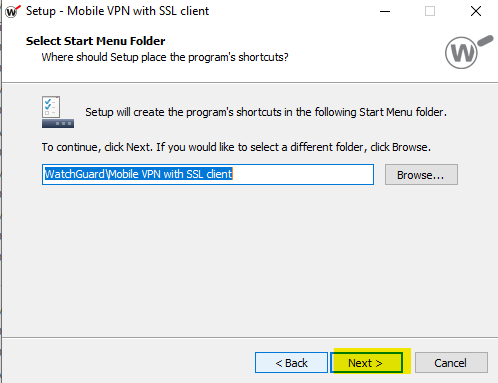 Setup - Mobile VPN with SSL client
Select Start Menu Folder
Where should Setup place the program's shortcuts?
Setup will create the program's shortcuts in the following Start Menu folder.
To continue, click Next. If you would like to select a different folder, click Browse.
WatchGuard\Mobile VPN with SSL client
Browse...
< Back
Next >
Cancel